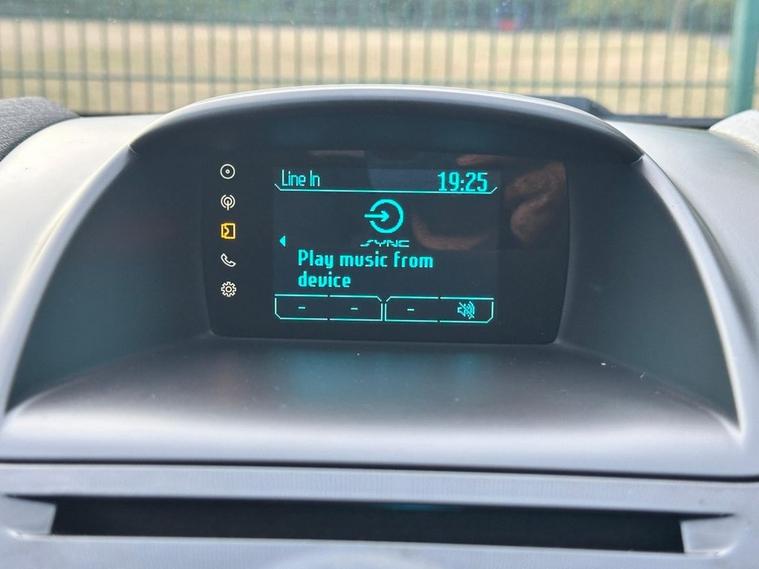 Line In
19:25
SYNC
Play music from
device